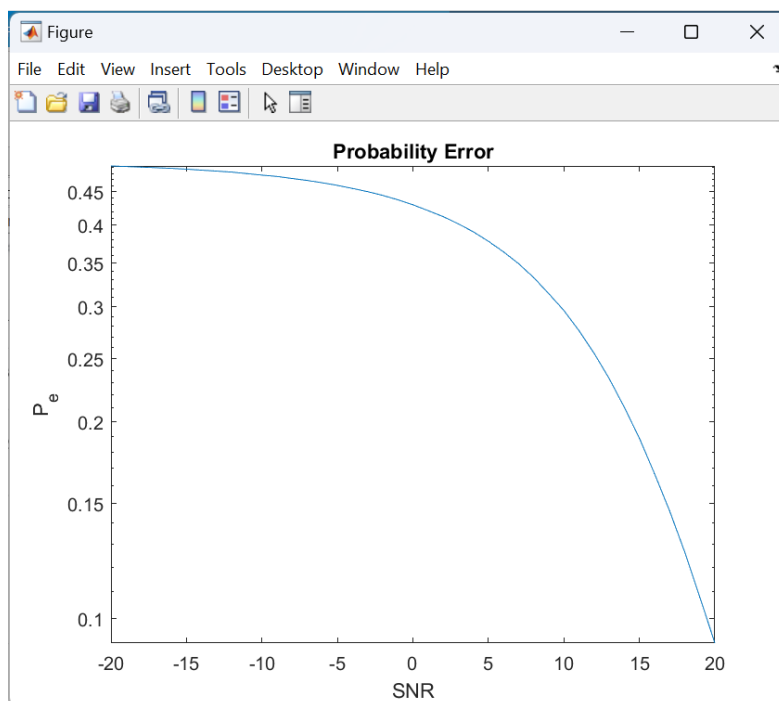 Figure
File Edit View Insert Tools Desktop Window Help
Probability Error
0.45
0.4
0.35
0.3
0.25
0.2
0.15
0.1
P_e
-20 -15 -10 -5 0 5 10 15 20
SNR